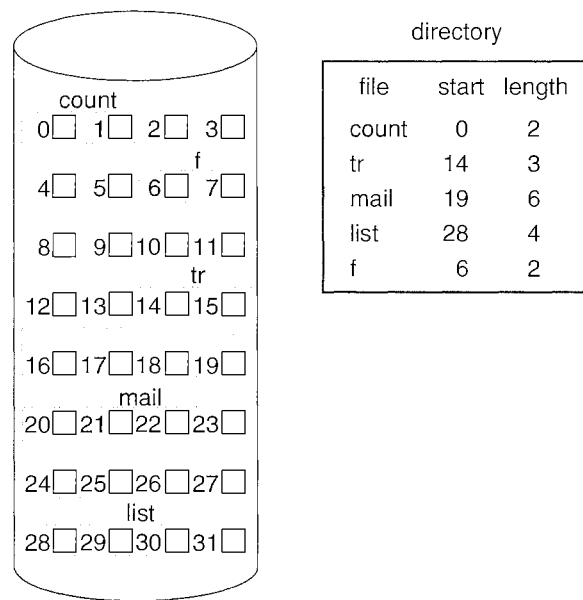 count
0 1 2 3
f
4 5 6 7
8 9 10 11
tr
12 13 14 15
16 17 18 19
mail
20 21 22 23
24 25 26 27
list
28 29 30 31
directory
file start length
count 0 2
tr 14 3
mail 19 6
list 28 4
f 6 2